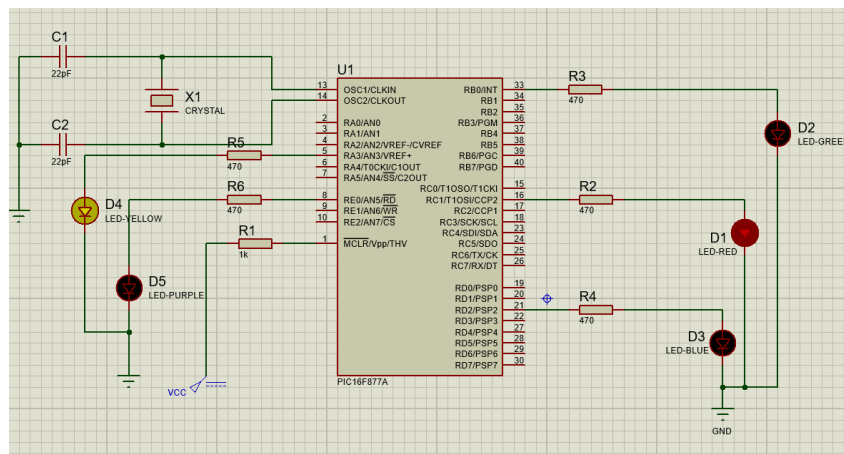 C1
22pF
X1
CRYSTAL
C2
22pF
R5
470
D4
LED-YELLOW
R6
470
D5
LED-PURPLE
R1
1k
VCC
U1
13 OSC1/CLKIN
14 OSC2/CLKOUT
2 RA0/AN0
3 RA1/AN1
4 RA2/AN2/VREF-/CVREF
5 RA3/AN3/VREF+
6 RA4/T0CKI/C1OUT
7 RA5/AN4/SS/C2OUT
8 RE0/AN5/RD
9 RE1/AN6/WR
10 RE2/AN7/CS
1 MCLR/Vpp/THV
RB0/INT 33
RB1 34
RB2 35
RB3/PGM 36
RB4 37
RB5 38
RB6/PGC 39
RB7/PGD 40
RC0/T1OSO/T1CKI 15
RC1/T1OSI/CCP2 16
RC2/CCP1 17
RC3/SCK/SCL 18
RC4/SDI/SDA 23
RC5/SDO 24
RC6/TX/CK 25
RC7/RX/DT 26
RD0/PSP0 19
RD1/PSP1 20
RD2/PSP2 21
RD3/PSP3 22
RD4/PSP4 27
RD5/PSP5 28
RD6/PSP6 29
RD7/PSP7 30
PIC16F877A
R3
470
D2
LED-GREE
R2
470
D1
LED-RED
R4
470
D3
LED-BLUE
GND